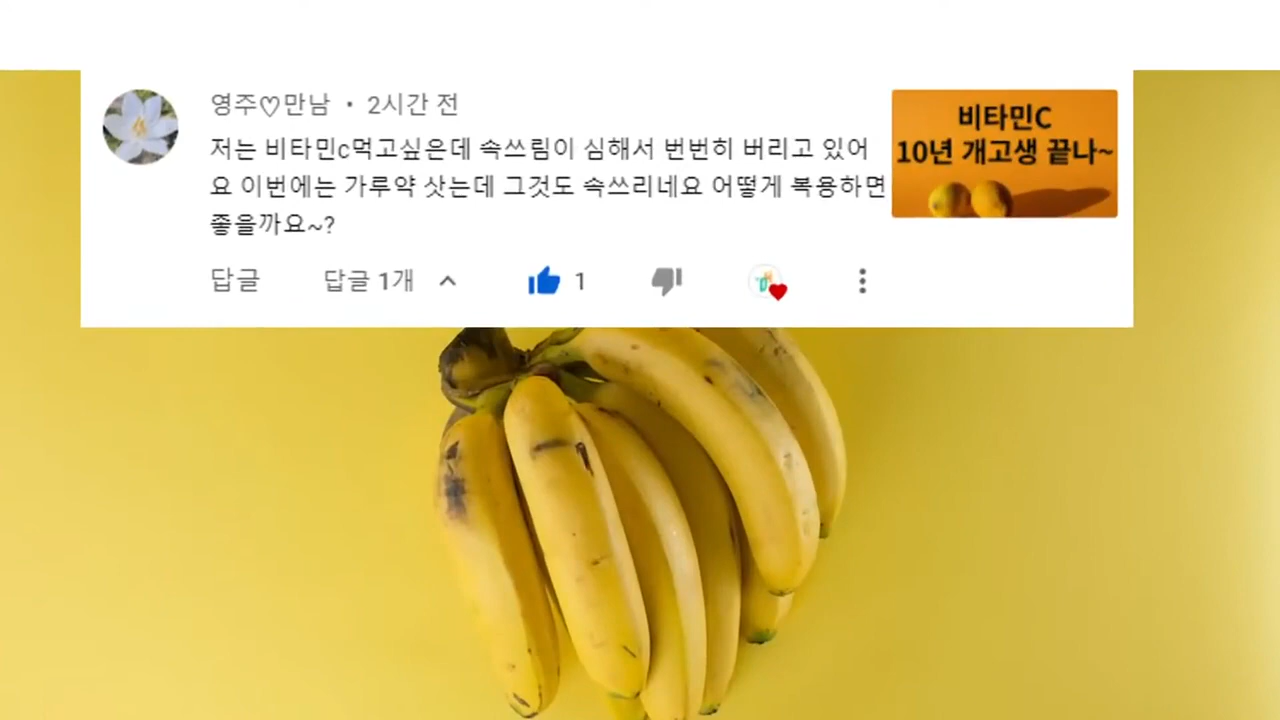 영주♡만남 • 2시간 전
저는 비타민c먹고싶은데 속쓰림이 심해서 번번히 버리고 있어
요 이번에는 가루약 삿는데 그것도 속쓰리네요 어떻게 복용하면
좋을까요~?
답글 답글 1개 1
비타민C
10년 개고생 끝나~